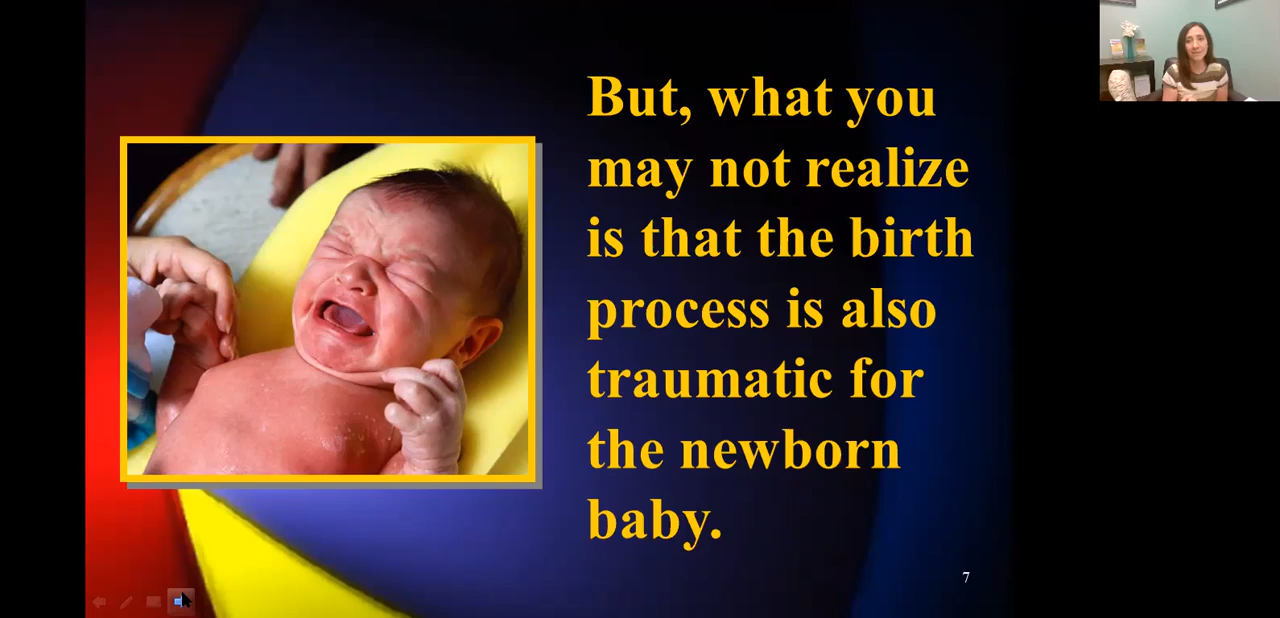 But, what you
may not realize
is that the birth
process is also
traumatic for
the newborn
baby.
7